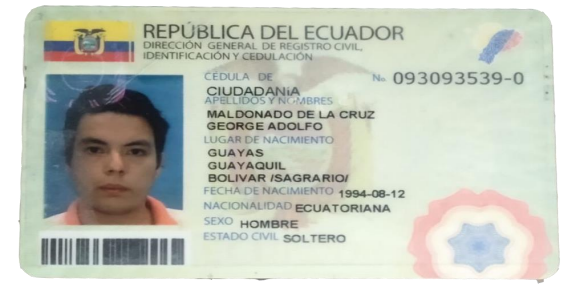 REPÚBLICA DEL ECUADOR
DIRECCIÓN GENERAL DE REGISTRO CIVIL,
IDENTIFICACIÓN Y CEDULACIÓN
CÉDULA DE No. 093093539-0
CIUDADANÍA
APELLIDOS Y NOMBRES
MALDONADO DE LA CRUZ
GEORGE ADOLFO
LUGAR DE NACIMIENTO
GUAYAS
GUAYAQUIL
BOLIVAR /SAGRARIO/
FECHA DE NACIMIENTO 1994-08-12
NACIONALIDAD ECUATORIANA
SEXO HOMBRE
ESTADO CIVIL SOLTERO